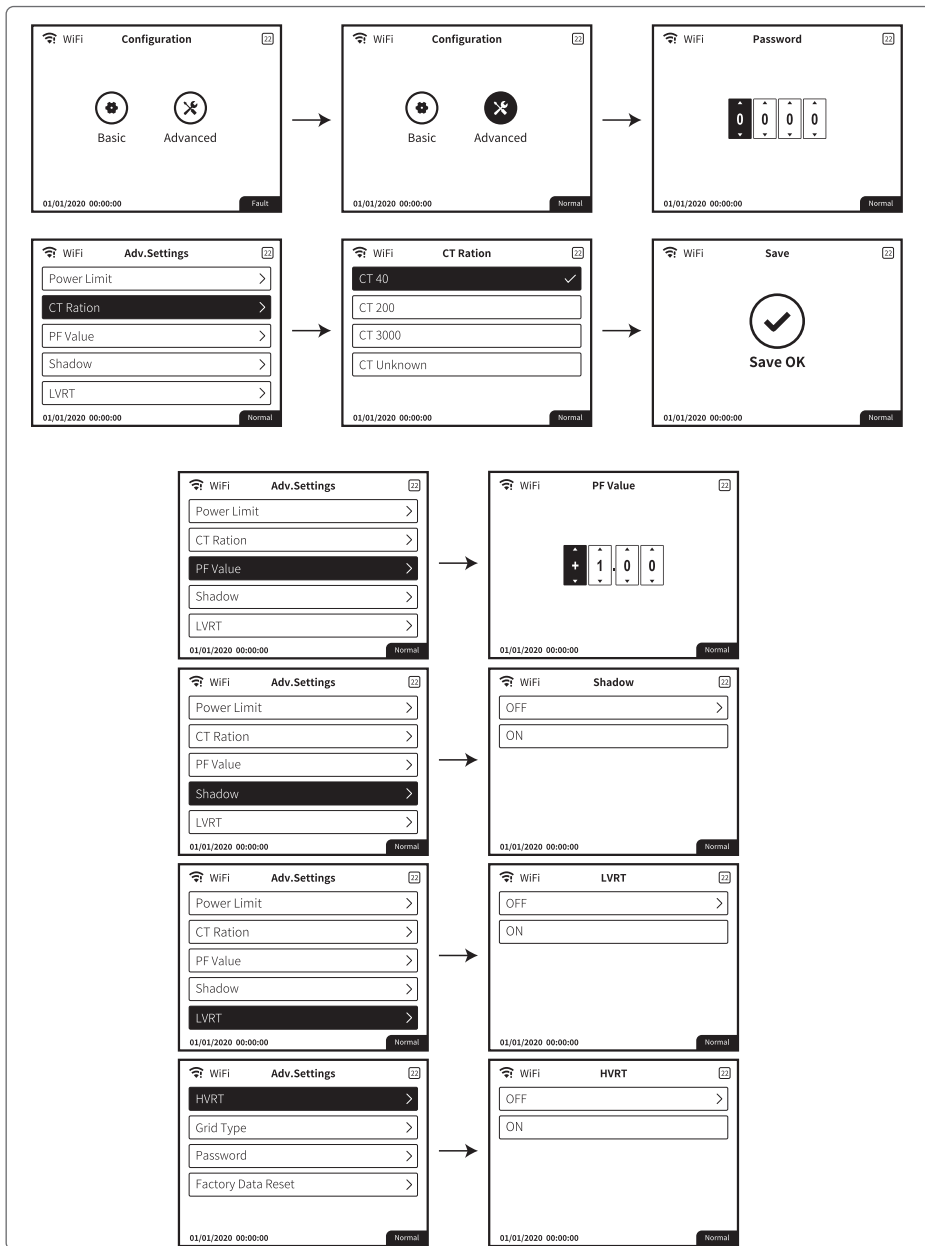 WiFi Configuration 22
Basic Advanced
01/01/2020 00:00:00 Fault
WiFi Configuration 22
Basic Advanced
01/01/2020 00:00:00 Normal
WiFi Password 22
0 0 0 0
01/01/2020 00:00:00 Normal
WiFi Adv.Settings 22
Power Limit
CT Ration
PF Value
Shadow
LVRT
01/01/2020 00:00:00 Normal
WiFi CT Ration 22
CT 40
CT 200
CT 3000
CT Unknown
01/01/2020 00:00:00 Normal
WiFi Save 22
Save OK
01/01/2020 00:00:00 Normal
WiFi Adv.Settings 22
Power Limit
CT Ration
PF Value
Shadow
LVRT
01/01/2020 00:00:00 Normal
WiFi PF Value 22
+ 1 . 0 0
01/01/2020 00:00:00 Normal
WiFi Adv.Settings 22
Power Limit
CT Ration
PF Value
Shadow
LVRT
01/01/2020 00:00:00 Normal
WiFi Shadow 22
OFF
ON
01/01/2020 00:00:00 Normal
WiFi Adv.Settings 22
Power Limit
CT Ration
PF Value
Shadow
LVRT
01/01/2020 00:00:00 Normal
WiFi LVRT 22
OFF
ON
01/01/2020 00:00:00 Normal
WiFi Adv.Settings 22
HVRT
Grid Type
Password
Factory Data Reset
01/01/2020 00:00:00 Normal
WiFi HVRT 22
OFF
ON
01/01/2020 00:00:00 Normal